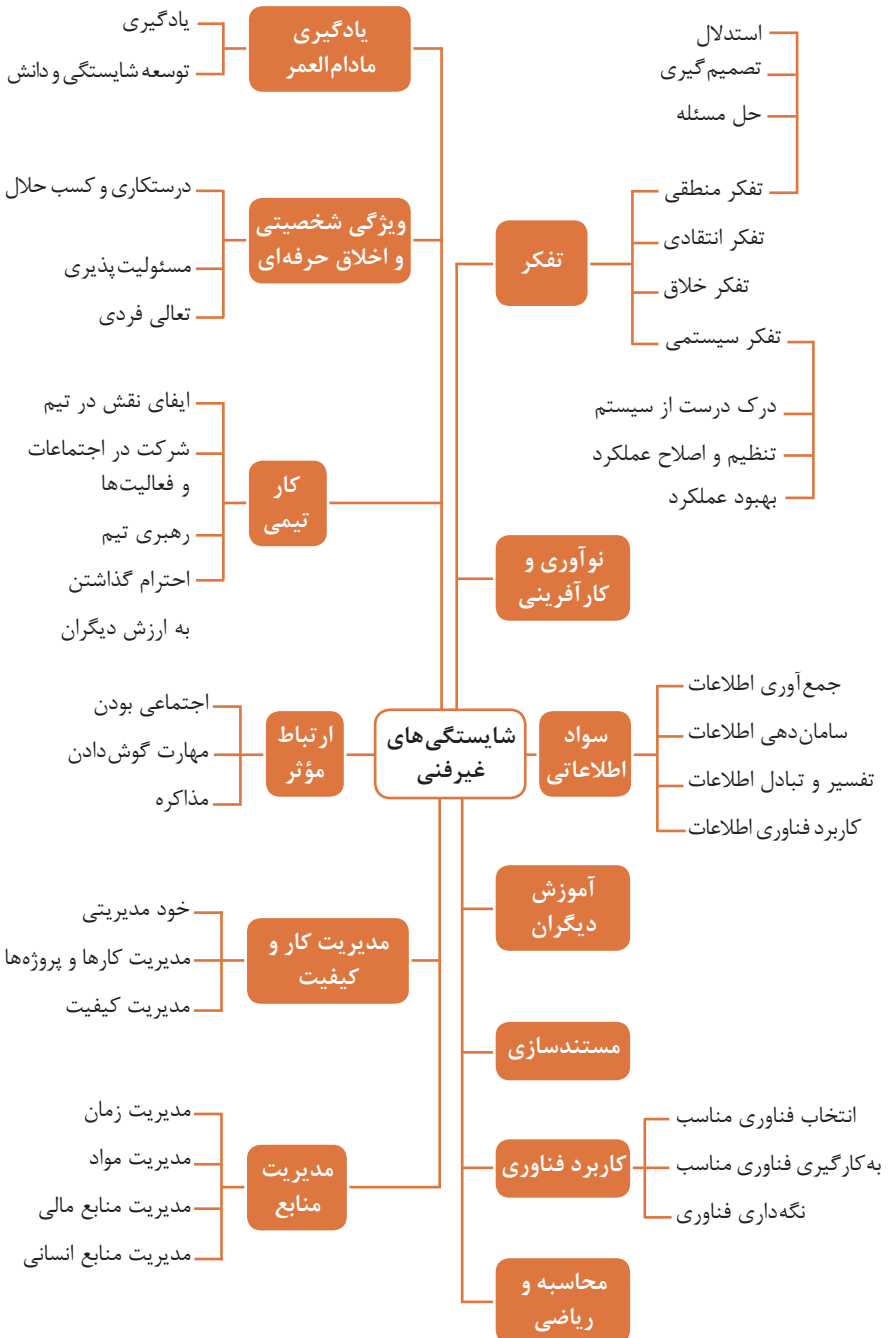 شایستگی‌های
غیرفنی
تفکر
استدلال
تصمیم‌گیری
حل مسئله
تفکر منطقی
تفکر انتقادی
تفکر خلاق
تفکر سیستمی
درک درست از سیستم
تنظیم و اصلاح عملکرد
بهبود عملکرد
نوآوری و
کارآفرینی
سواد
اطلاعاتی
جمع‌آوری اطلاعات
سامان‌دهی اطلاعات
تفسیر و تبادل اطلاعات
کاربرد فناوری اطلاعات
آموزش
دیگران
مستندسازی
کاربرد فناوری
انتخاب فناوری مناسب
به‌کارگیری فناوری مناسب
نگه‌داری فناوری
محاسبه و
ریاضی
یادگیری
مادام‌العمر
یادگیری
توسعه شایستگی و دانش
ویژگی شخصیتی
و اخلاق حرفه‌ای
درستکاری و کسب حلال
مسئولیت‌پذیری
تعالی فردی
کار
تیمی
ایفای نقش در تیم
شرکت در اجتماعات
و فعالیت‌ها
رهبری تیم
احترام گذاشتن
به ارزش دیگران
ارتباط
مؤثر
اجتماعی بودن
مهارت گوش‌دادن
مذاکره
مدیریت کار و
کیفیت
خود مدیریتی
مدیریت کارها و پروژه‌ها
مدیریت کیفیت
مدیریت
منابع
مدیریت زمان
مدیریت مواد
مدیریت منابع مالی
مدیریت منابع انسانی